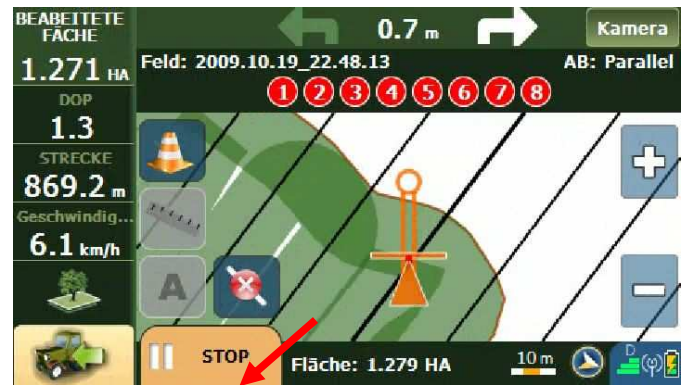 BEABEITETE
FÄCHE
1.271 HA
DOP
1.3
STRECKE
869.2 m
Geschwindig...
6.1 km/h
0.7 m
Kamera
Feld: 2009.10.19_22.48.13
AB: Parallel
1 2 3 4 5 6 7 8
A
STOP
Fläche: 1.279 HA
10 m
D